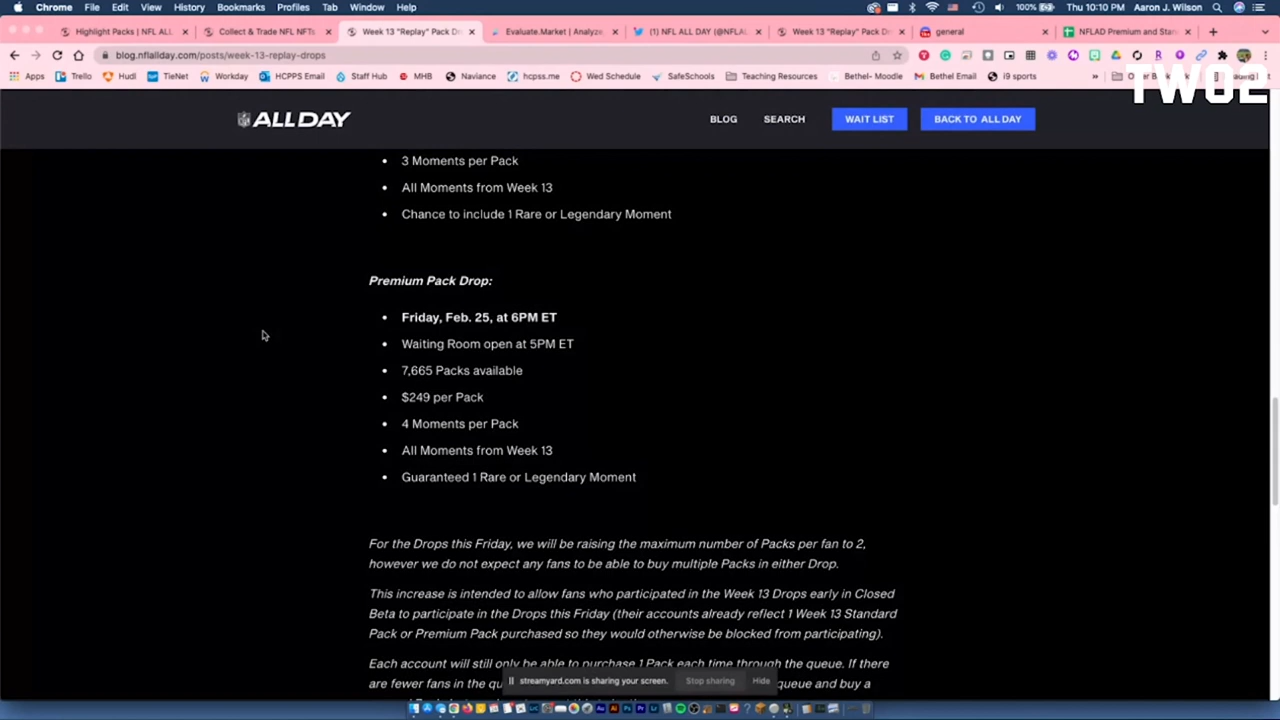 Chrome File Edit View History Bookmarks Profiles Tab Window Help 100% Thu 10:10 PM Aaron J. Wilson
Highlight Packs | NFL ALL Collect & Trade NFL NFTs Week 13 "Replay" Pack Dr Evaluate.Market | Analyze (1) NFL ALL DAY (@NFLAL Week 13 "Replay" Pack Dr general NFLAD Premium and Stan
blog.nflallday.com/posts/week-13-replay-drops
Apps Trello Hudl TieNet Workday HCPPS Email Staff Hub MHB Naviance hcpss.me Wed Schedule SafeSchools Teaching Resources Bethel- Moodle Bethel Email i9 sports
TWO2
ALL DAY BLOG SEARCH WAIT LIST BACK TO ALL DAY
• 3 Moments per Pack
• All Moments from Week 13
• Chance to include 1 Rare or Legendary Moment
Premium Pack Drop:
• Friday, Feb. 25, at 6PM ET
• Waiting Room open at 5PM ET
• 7,665 Packs available
• $249 per Pack
• 4 Moments per Pack
• All Moments from Week 13
• Guaranteed 1 Rare or Legendary Moment
For the Drops this Friday, we will be raising the maximum number of Packs per fan to 2,
however we do not expect any fans to be able to buy multiple Packs in either Drop.
This increase is intended to allow fans who participated in the Week 13 Drops early in Closed
Beta to participate in the Drops this Friday (their accounts already reflect 1 Week 13 Standard
Pack or Premium Pack purchased so they would otherwise be blocked from participating).
Each account will still only be able to purchase 1 Pack each time through the queue. If there
are fewer fans in the qu
queue and buy a
streamyard.com is sharing your screen. Stop sharing Hide